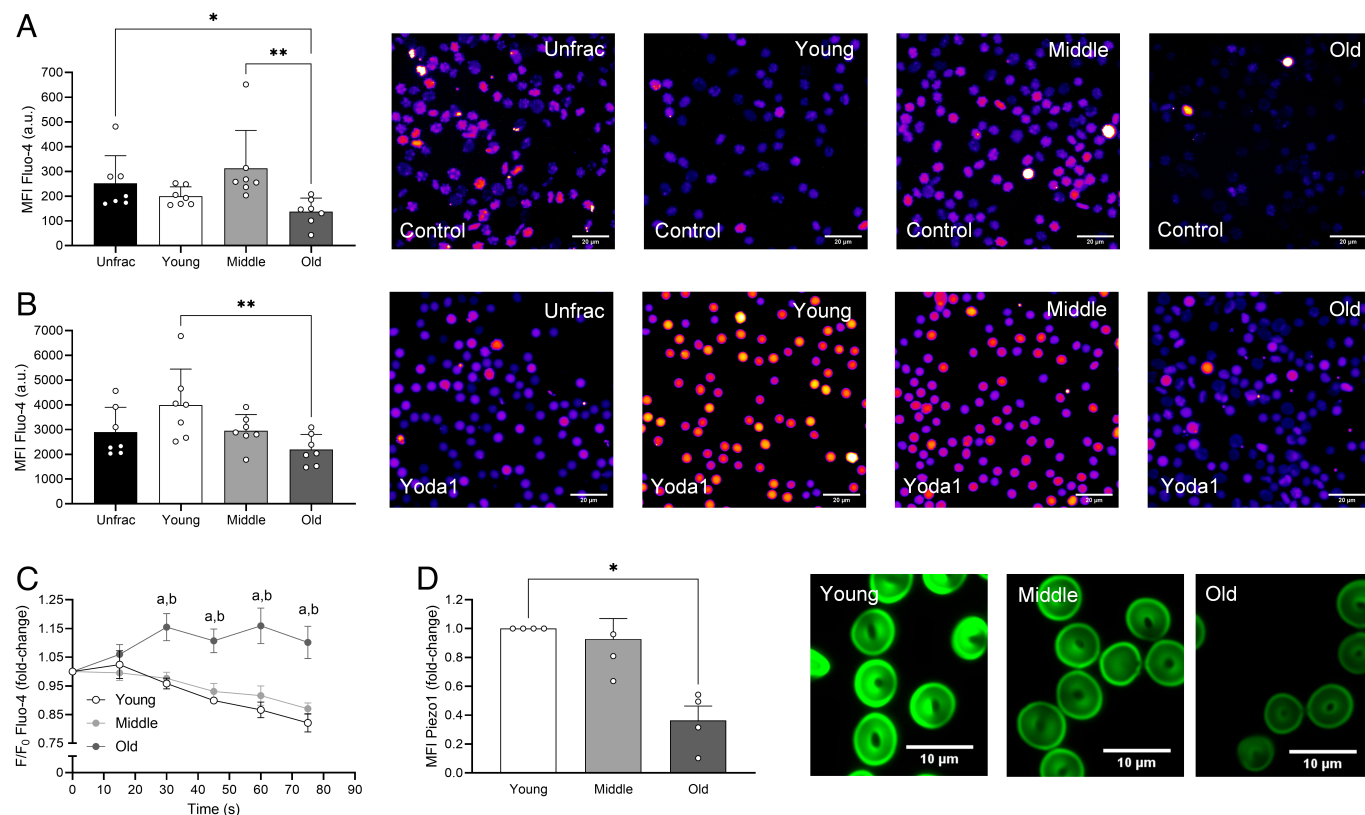 A
*
**
MFI Fluo-4 (a.u.)
700
600
500
400
300
200
100
0
Unfrac Young Middle Old
Unfrac
Control
20 µm
Young
Control
20 µm
Middle
Control
20 µm
Old
Control
20 µm
B
**
MFI Fluo-4 (a.u.)
7000
6000
5000
4000
3000
2000
1000
0
Unfrac Young Middle Old
Unfrac
Yoda1
20 µm
Young
Yoda1
20 µm
Middle
Yoda1
20 µm
Old
Yoda1
20 µm
C
F/F0 Fluo-4 (fold-change)
1.25
1.15
1.05
0.95
0.85
0.75
0
a,b a,b a,b a,b
Young
Middle
Old
0 10 20 30 40 50 60 70 80 90
Time (s)
D
*
MFI Piezo1 (fold-change)
1.2
1.0
0.8
0.6
0.4
0.2
0.0
Young Middle Old
Young
10 µm
Middle
10 µm
Old
10 µm